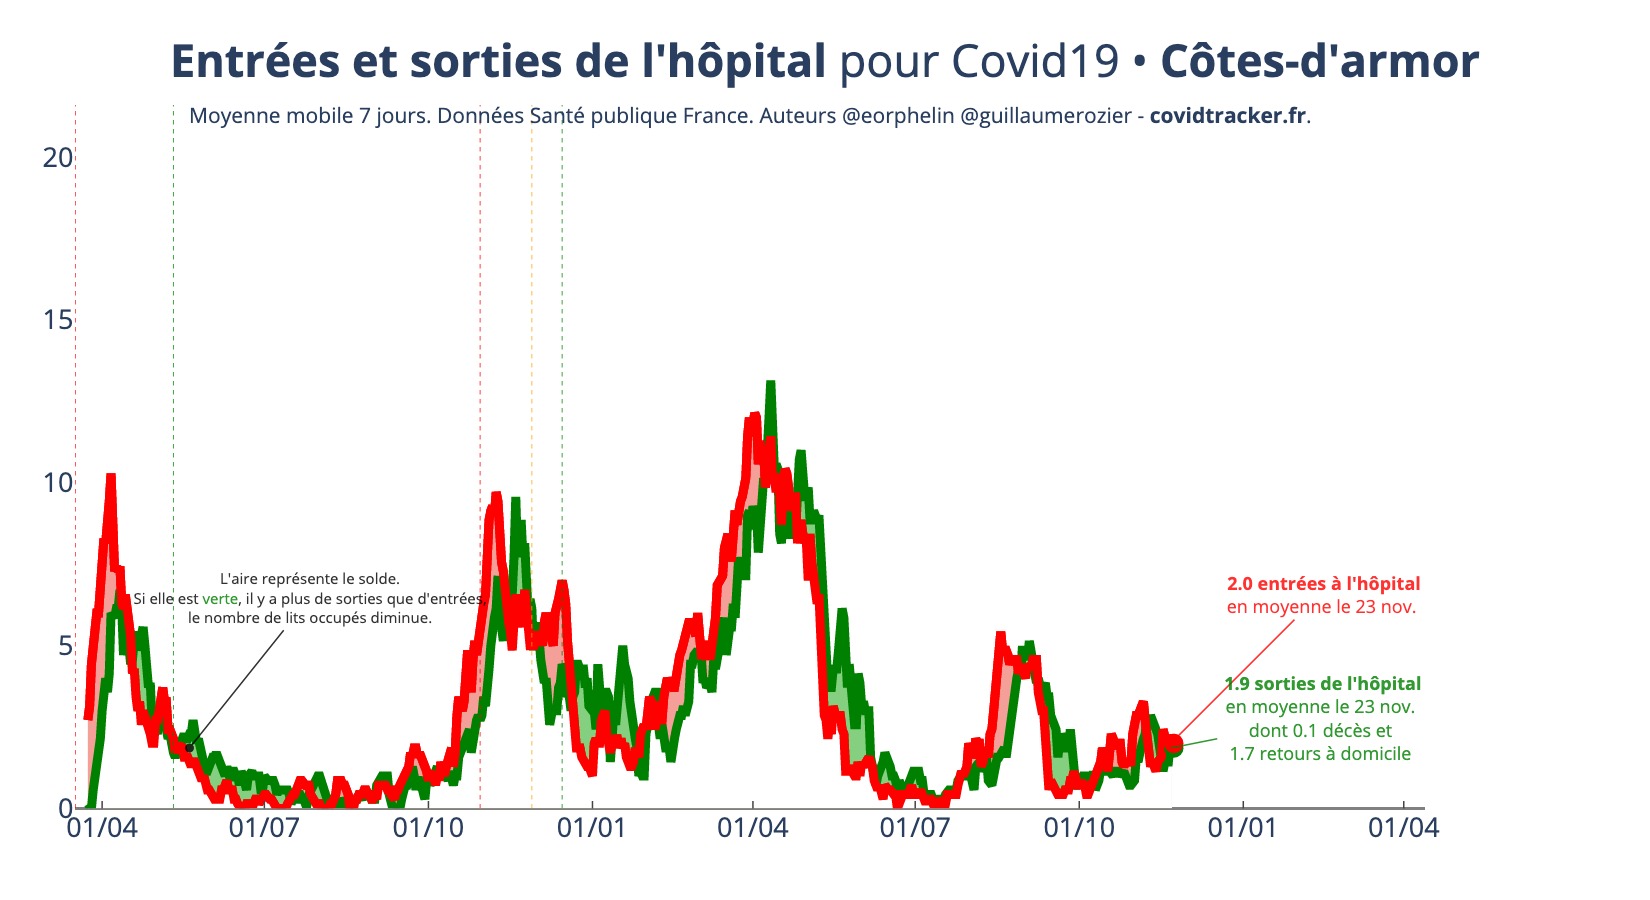 Entrées et sorties de l'hôpital pour Covid19 • Côtes-d'armor
Moyenne mobile 7 jours. Données Santé publique France. Auteurs @eorphelin @guillaumerozier - covidtracker.fr.
20
15
10
5
0
L'aire représente le solde.
Si elle est verte, il y a plus de sorties que d'entrées,
le nombre de lits occupés diminue.
2.0 entrées à l'hôpital
en moyenne le 23 nov.
1.9 sorties de l'hôpital
en moyenne le 23 nov.
dont 0.1 décès et
1.7 retours à domicile
01/04 01/07 01/10 01/01 01/04 01/07 01/10 01/01 01/04